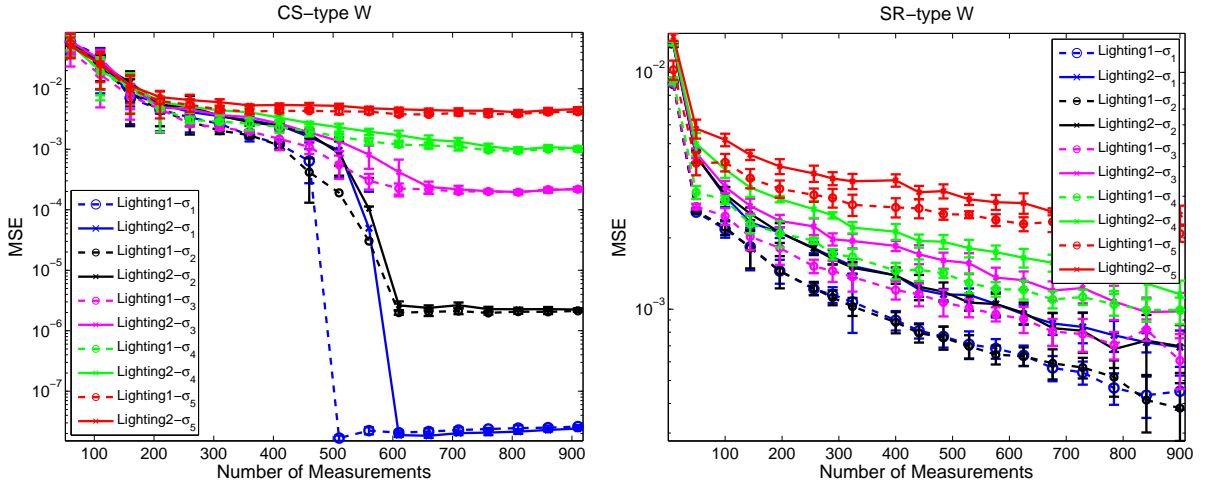 CS−type W
MSE
10⁻²
10⁻³
10⁻⁴
10⁻⁵
10⁻⁶
10⁻⁷
Lighting1−σ₁
Lighting2−σ₁
Lighting1−σ₂
Lighting2−σ₂
Lighting1−σ₃
Lighting2−σ₃
Lighting1−σ₄
Lighting2−σ₄
Lighting1−σ₅
Lighting2−σ₅
100 200 300 400 500 600 700 800 900
Number of Measurements
SR−type W
MSE
10⁻²
10⁻³
Lighting1−σ₁
Lighting2−σ₁
Lighting1−σ₂
Lighting2−σ₂
Lighting1−σ₃
Lighting2−σ₃
Lighting1−σ₄
Lighting2−σ₄
Lighting1−σ₅
Lighting2−σ₅
100 200 300 400 500 600 700 800 900
Number of Measurements